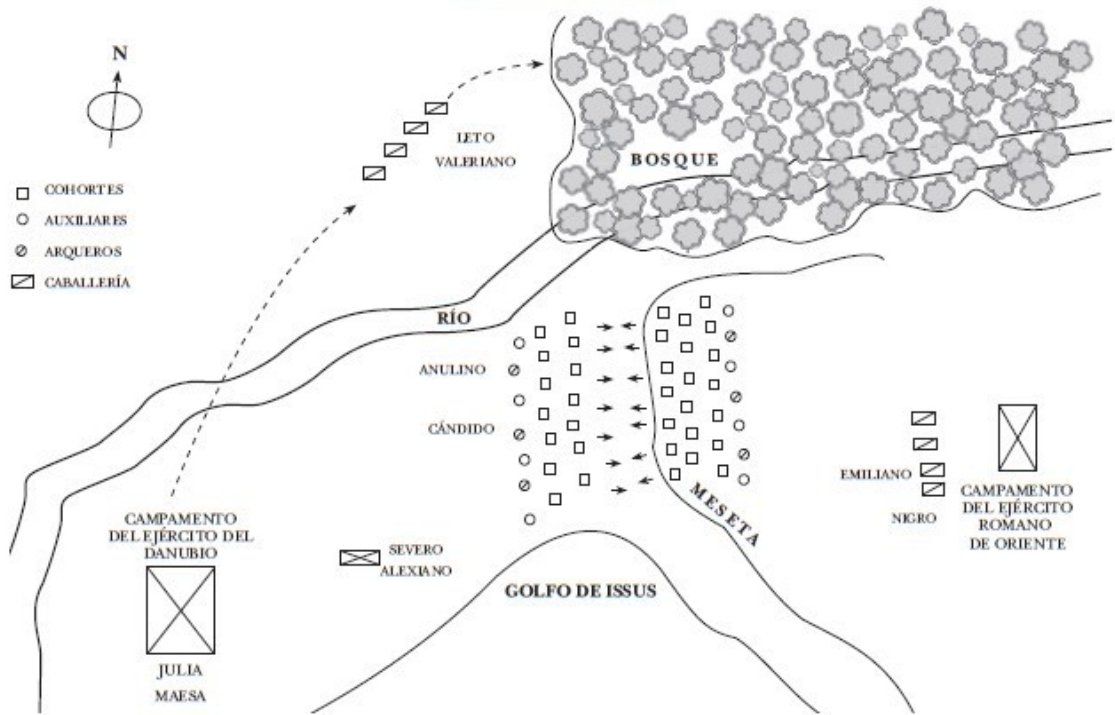 N
COHORTES
AUXILIARES
ARQUEROS
CABALLERÍA
LETO
VALERIANO
BOSQUE
RÍO
ANULINO
CÁNDIDO
MESETA
EMILIANO
NIGRO
CAMPAMENTO
DEL EJÉRCITO
ROMANO
DE ORIENTE
CAMPAMENTO
DEL EJÉRCITO DEL
DANUBIO
JULIA
MAESA
SEVERO
ALEXIANO
GOLFO DE ISSUS